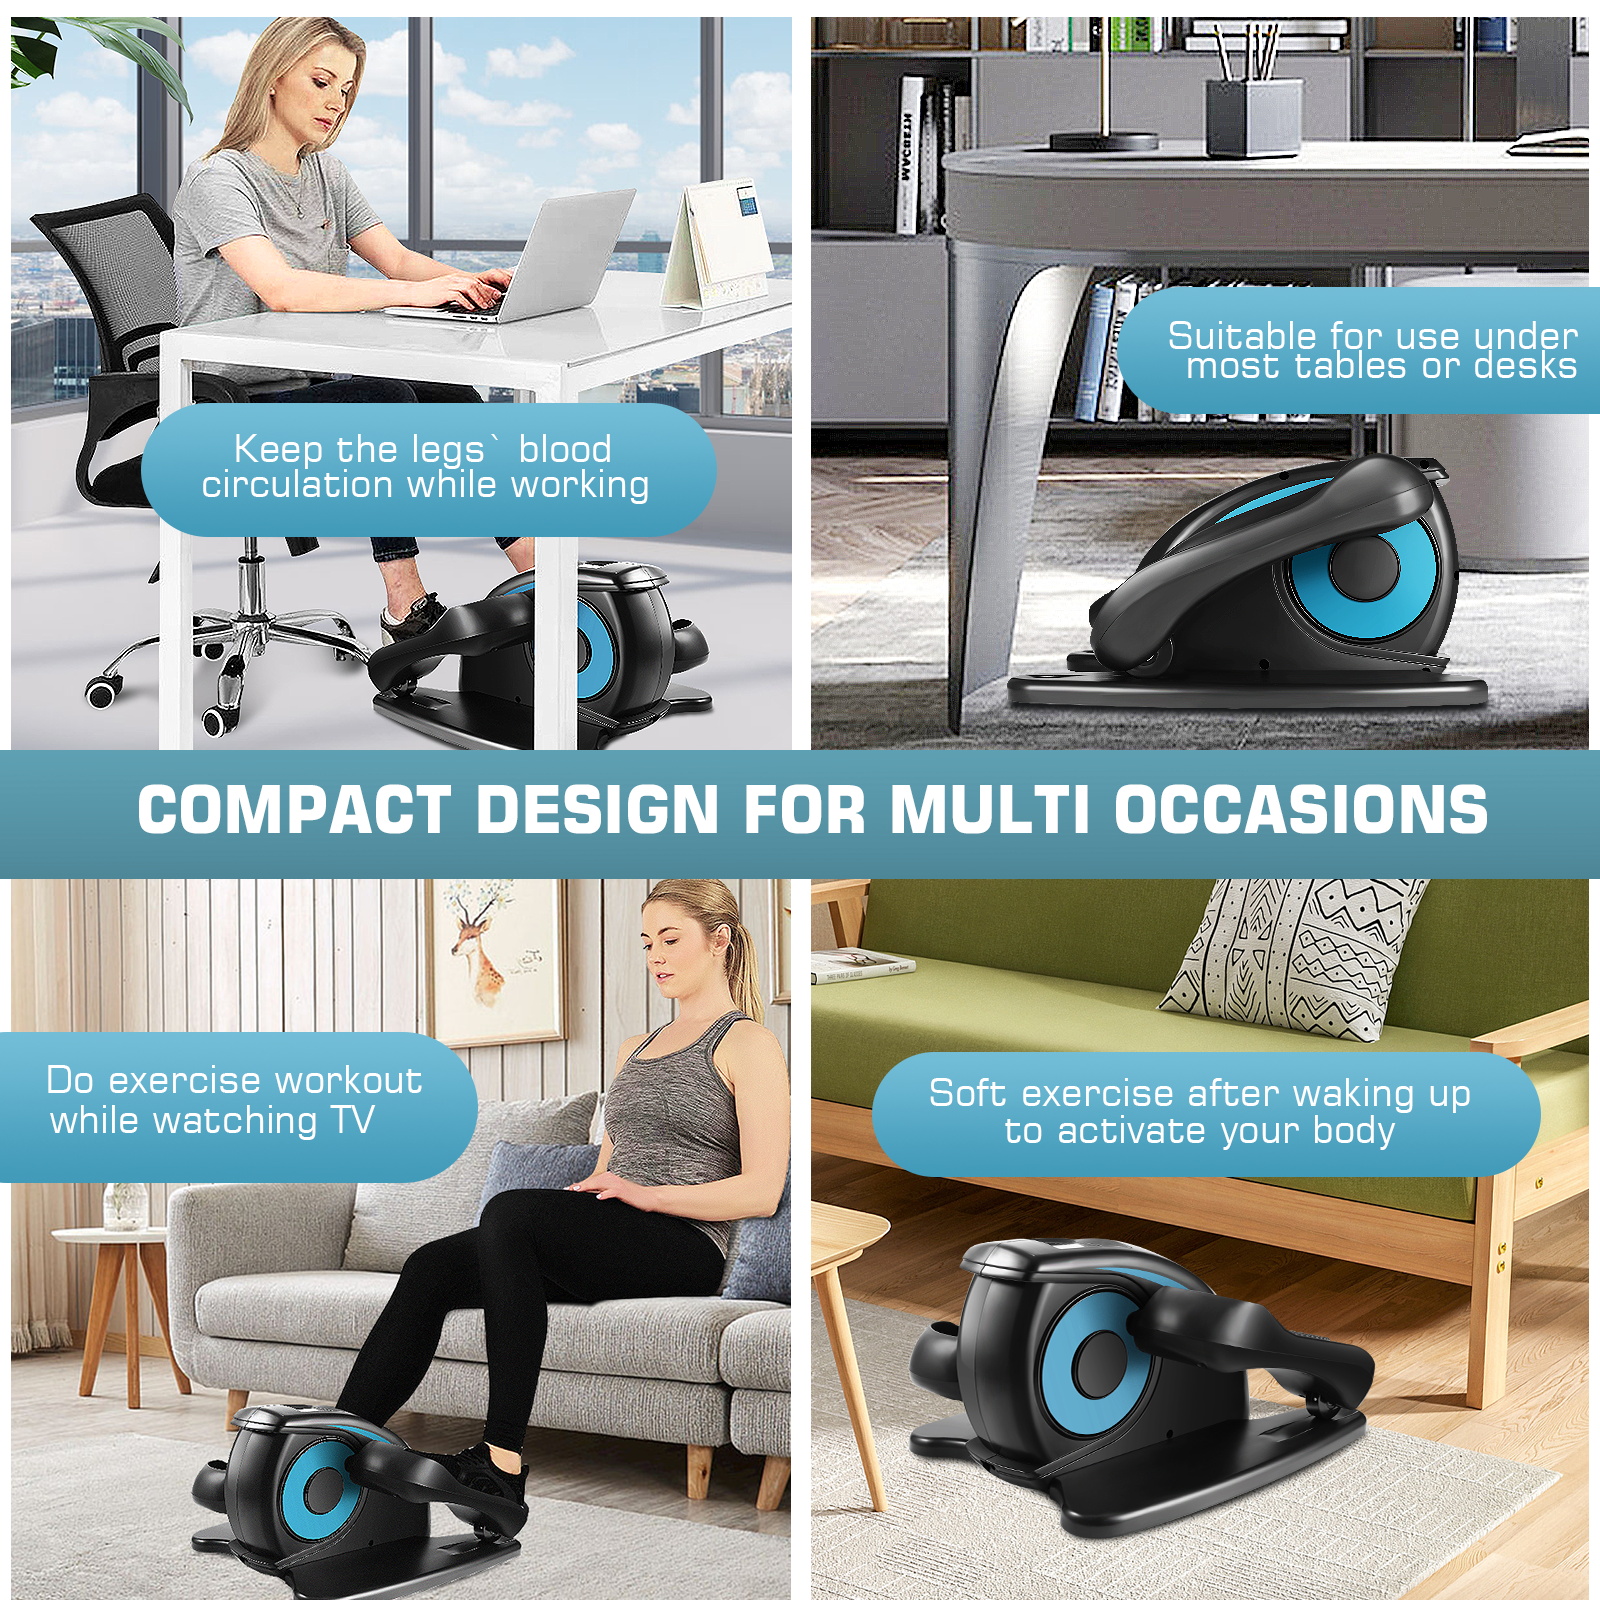 Keep the legs` blood
circulation while working
Suitable for use under
most tables or desks
COMPACT DESIGN FOR MULTI OCCASIONS
Do exercise workout
while watching TV
Soft exercise after waking up
to activate your body